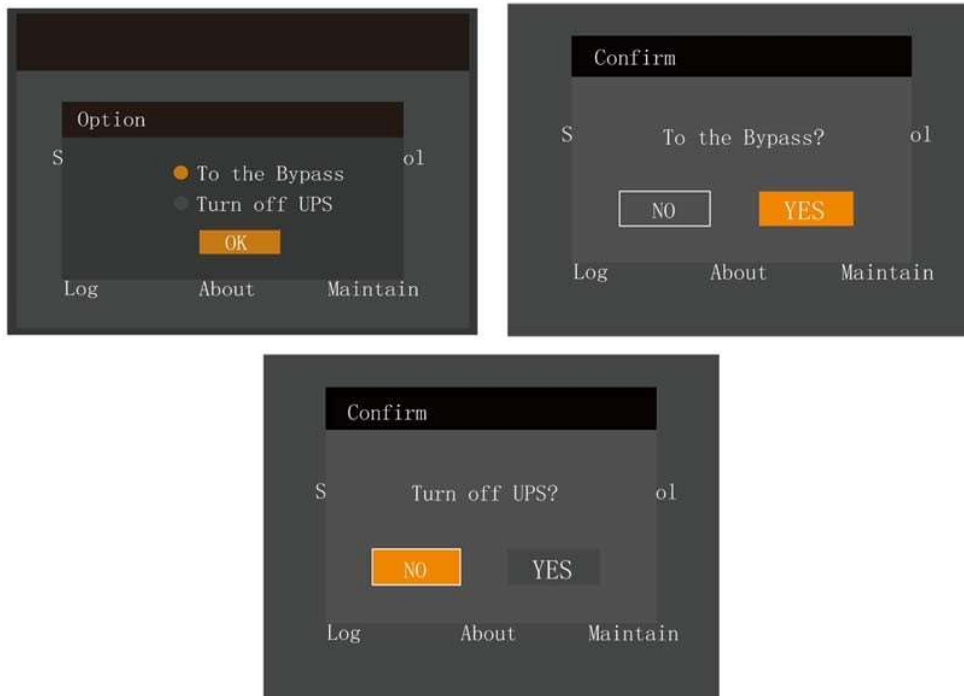 Option
S ol
To the Bypass
Turn off UPS
OK
Log About Maintain
Confirm
S To the Bypass? ol
NO YES
Log About Maintain
Confirm
S Turn off UPS? ol
NO YES
Log About Maintain